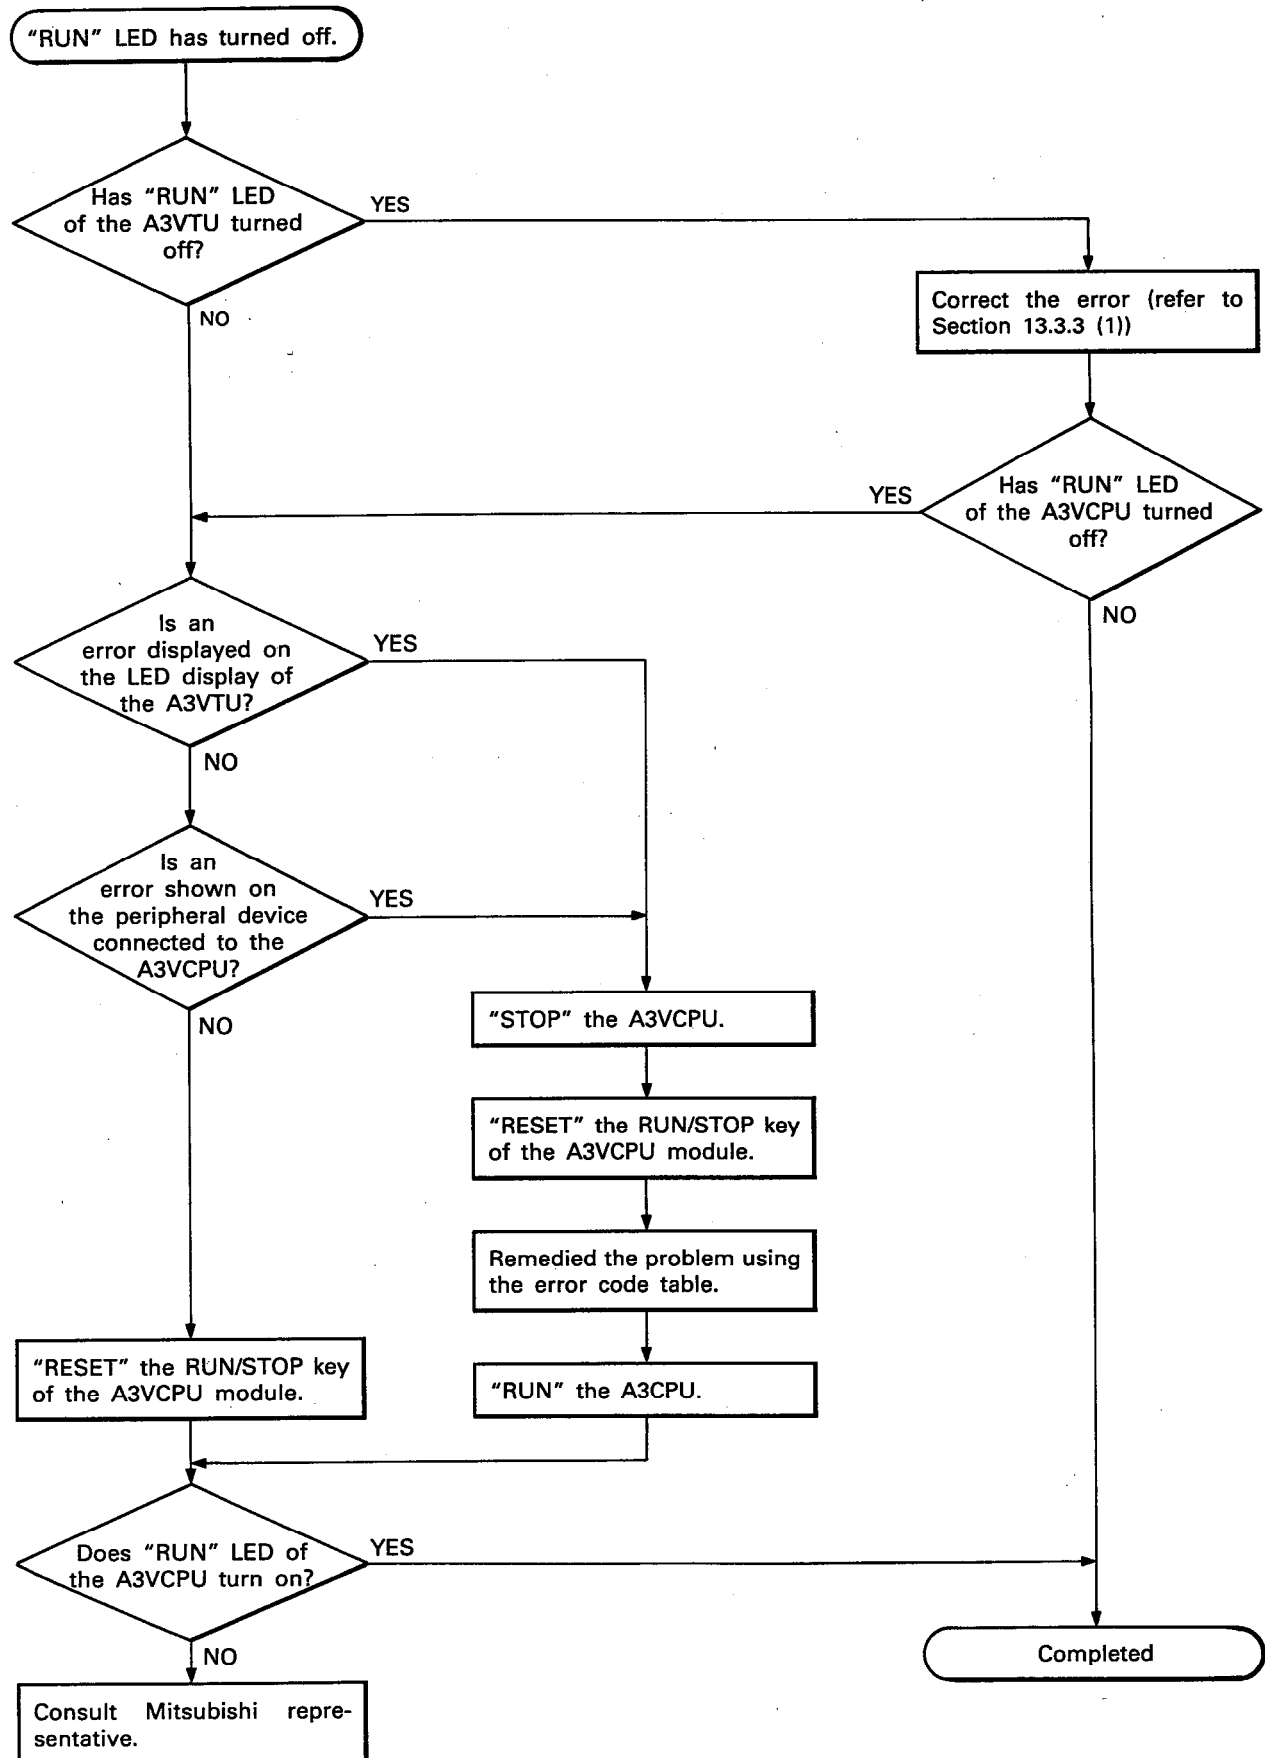 “RUN” LED has turned off.
Has “RUN” LED
of the A3VTU turned
off?
YES
NO
Correct the error (refer to
Section 13.3.3 (1))
Has “RUN” LED
of the A3VCPU turned
off?
YES
NO
Is an
error displayed on
the LED display of
the A3VTU?
YES
NO
Is an
error shown on
the peripheral device
connected to the
A3VCPU?
YES
NO
“STOP” the A3VCPU.
“RESET” the RUN/STOP key
of the A3VCPU module.
Remedied the problem using
the error code table.
“RUN” the A3CPU.
“RESET” the RUN/STOP key
of the A3VCPU module.
Does “RUN” LED of
the A3VCPU turn on?
YES
NO
Completed
Consult Mitsubishi repre-
sentative.